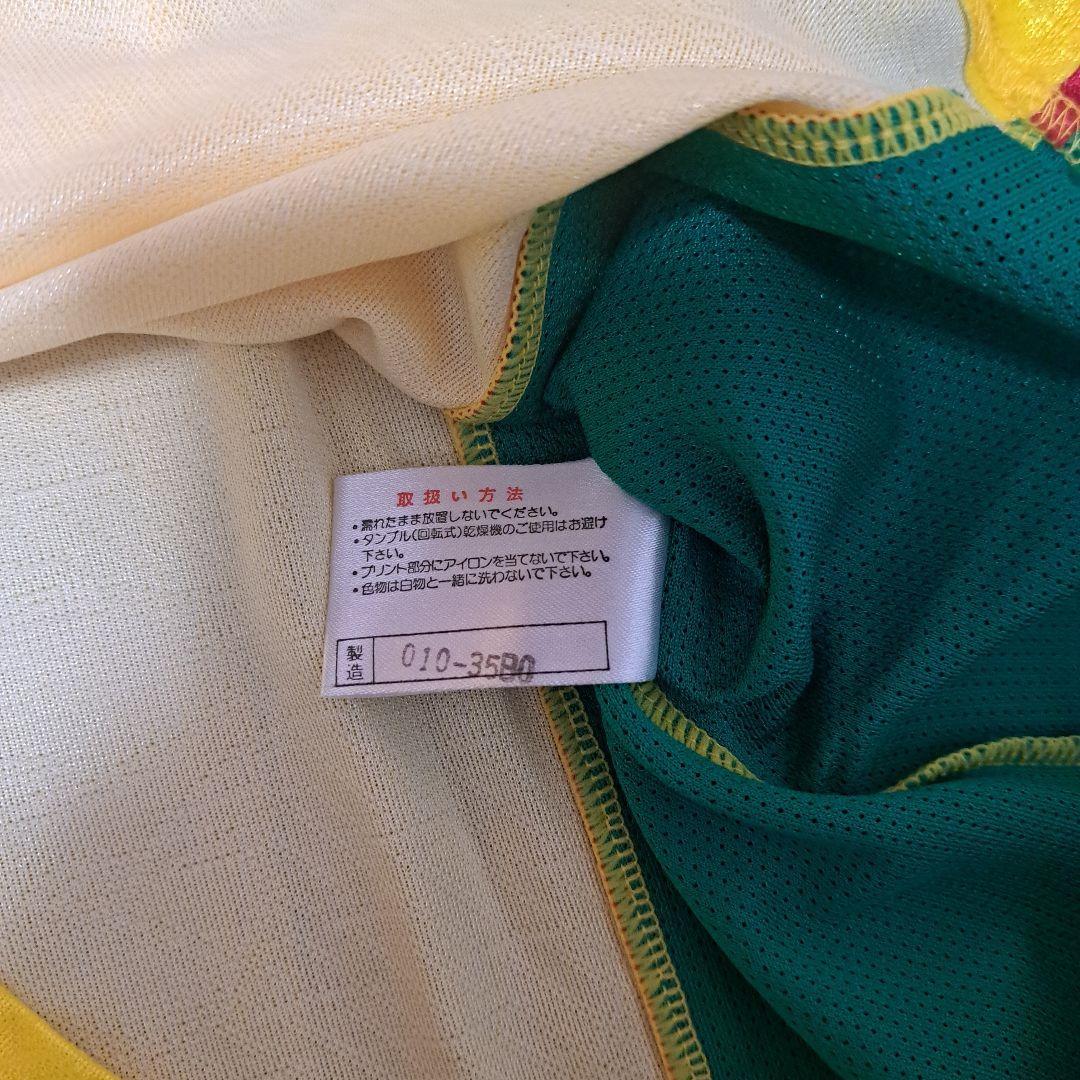 取扱い方法
・濡れたまま放置しないでください。
・タンブル(回転式)乾燥機のご使用はお避け
下さい。
・プリント部分にアイロンを当てないで下さい。
・色物は白物と一緒に洗わないで下さい。
製造